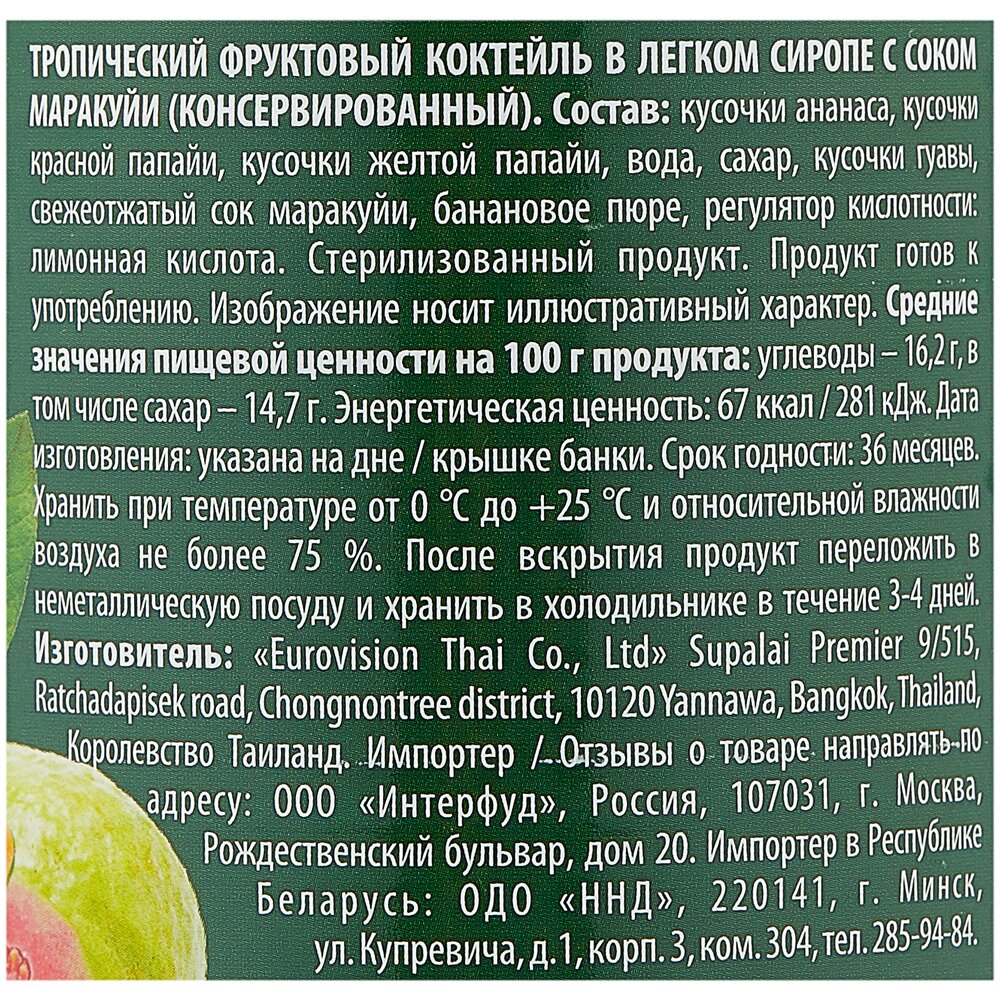 ТРОПИЧЕСКИЙ ФРУКТОВЫЙ КОКТЕЙЛЬ В ЛЕГКОМ СИРОПЕ С СОКОМ
МАРАКУЙИ (КОНСЕРВИРОВАННЫЙ). Состав: кусочки ананаса, кусочки
красной папайи, кусочки желтой папайи, вода, сахар, кусочки гуавы,
свежеотжатый сок маракуйи, банановое пюре, регулятор кислотности:
лимонная кислота. Стерилизованный продукт. Продукт готов к
употреблению. Изображение носит иллюстративный характер. Средние
значения пищевой ценности на 100 г продукта: углеводы – 16,2 г, в
том числе сахар – 14,7 г. Энергетическая ценность: 67 ккал / 281 кДж. Дата
изготовления: указана на дне / крышке банки. Срок годности: 36 месяцев.
Хранить при температуре от 0 °С до +25 °С и относительной влажности
воздуха не более 75 %. После вскрытия продукт переложить в
неметаллическую посуду и хранить в холодильнике в течение 3-4 дней.
Изготовитель: «Eurovision Thai Co., Ltd» Supalai Premier 9/515,
Ratchadapisek road, Chongnontree district, 10120 Yannawa, Bangkok, Thailand,
Королевство Таиланд. Импортер / Отзывы о товаре направлять по
адресу: ООО «Интерфуд», Россия, 107031, г. Москва,
Рождественский бульвар, дом 20. Импортер в Республике
Беларусь: ОДО «ННД», 220141, г. Минск,
ул. Купревича, д.1, корп. 3, ком. 304, тел. 285-94-84.